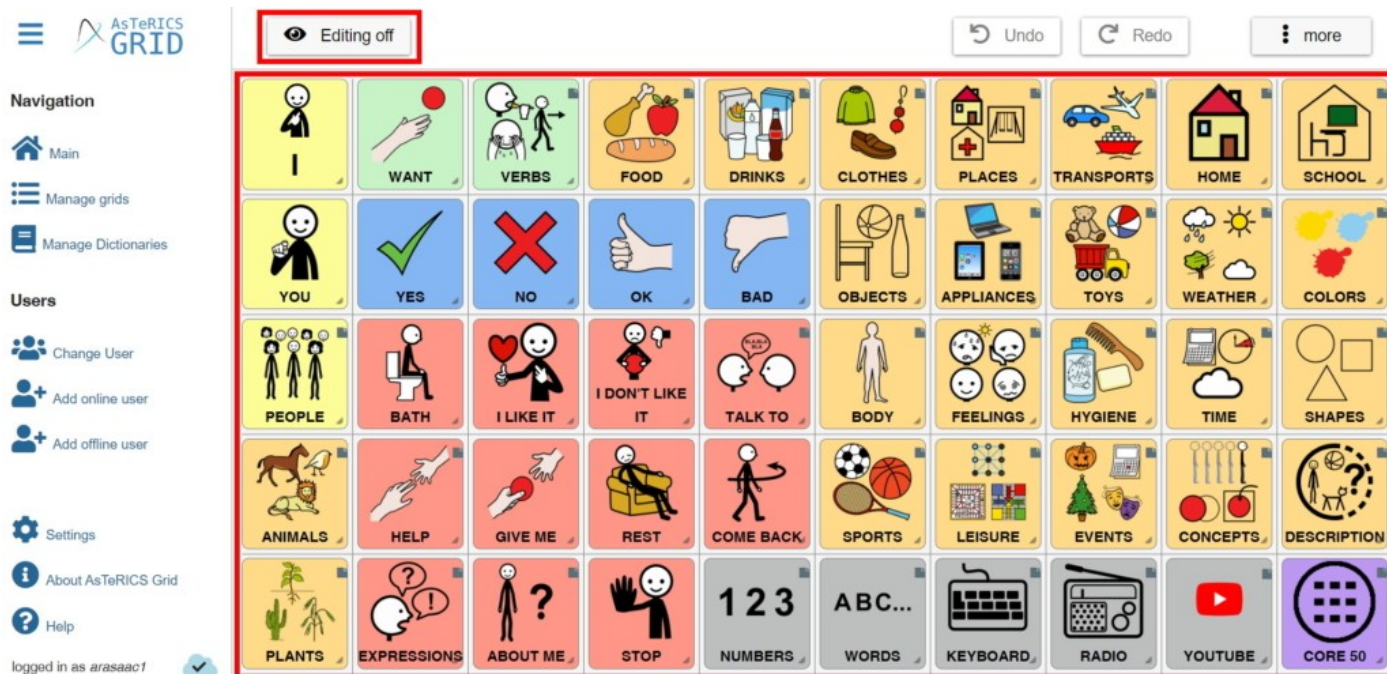 AsTeRICS
GRID
Editing off
Undo
Redo
more
Navigation
Main
Manage grids
Manage Dictionaries
Users
Change User
Add online user
Add offline user
Settings
About AsTeRICS Grid
Help
logged in as arasaac1
I
WANT
VERBS
FOOD
DRINKS
CLOTHES
PLACES
TRANSPORTS
HOME
SCHOOL
YOU
YES
NO
OK
BAD
OBJECTS
APPLIANCES
TOYS
WEATHER
COLORS
PEOPLE
BATH
I LIKE IT
I DON'T LIKE
IT
BLA,BLA
BLA
TALK TO
BODY
FEELINGS
HYGIENE
TIME
SHAPES
ANIMALS
HELP
GIVE ME
REST
COME BACK
SPORTS
LEISURE
EVENTS
CONCEPTS
?
DESCRIPTION
PLANTS
? !
EXPRESSIONS
?
ABOUT ME
STOP
1 2 3
NUMBERS
ABC...
WORDS
KEYBOARD
RADIO
YOUTUBE
CORE 50